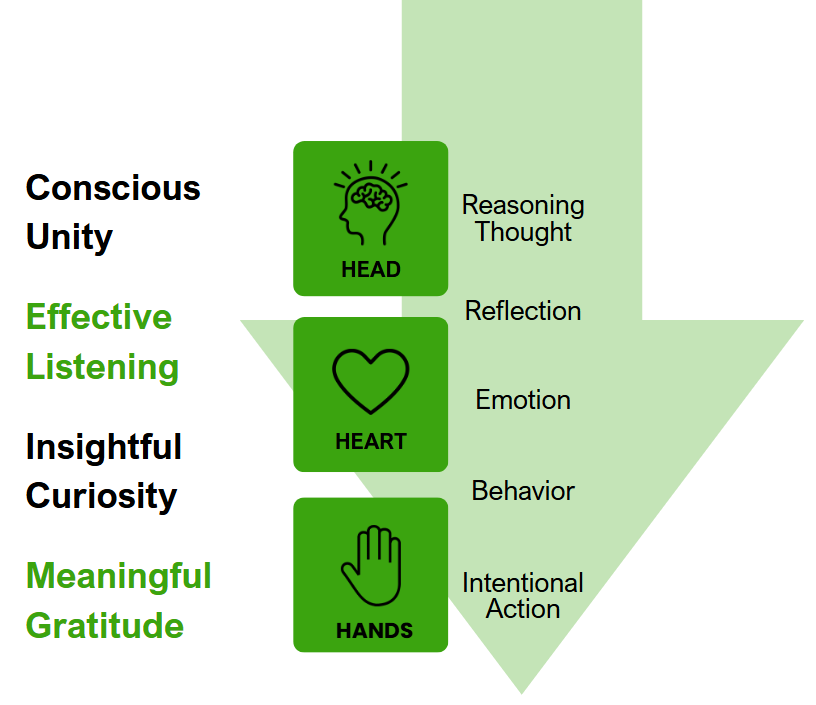 Conscious
Unity
Effective
Listening
Insightful
Curiosity
Meaningful
Gratitude
HEAD
HEART
HANDS
Reasoning
Thought
Reflection
Emotion
Behavior
Intentional
Action